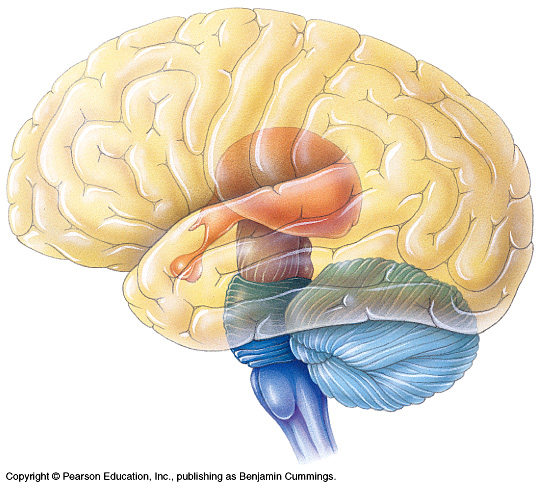 Copyright © Pearson Education, Inc., publishing as Benjamin Cummings.